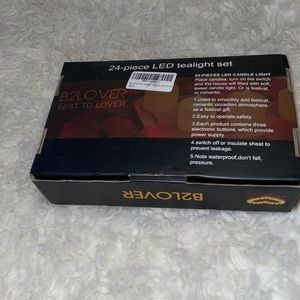 24-piece LED tealight set
B2LOVER
BEST TO LOVER
24-PIECES LED CANDLE LIGHT
Place candles, turn on the switch
and the house will filled with soft
sweet candle light. Or is festival,
or romantic.
1.Used to smoothly add festival,
romantic occadion atmosphere,
as a festival gift.
2.Easy to operate,safety
3.Each product contains three
electronic buttons, which provide
power supply.
4.switch off or insulate sheet to
prevent leakage.
5.Note waterproof,don't fall,
pressure,
B2LOVER